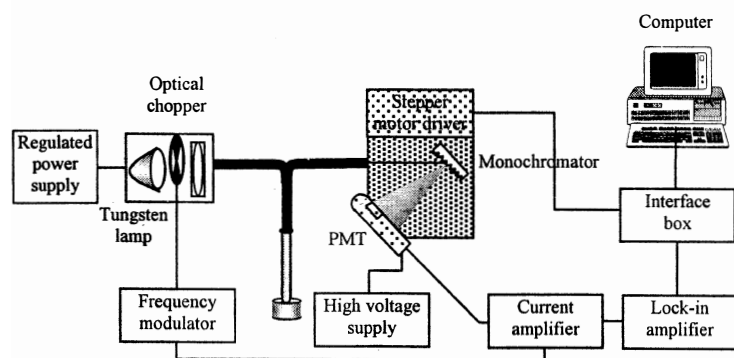 Computer
Optical
chopper
Stepper
motor driver
Regulated
power
supply
Monochromator
Tungsten
lamp
PMT
Interface
box
Frequency
modulator
High voltage
supply
Current
amplifier
Lock-in
amplifier